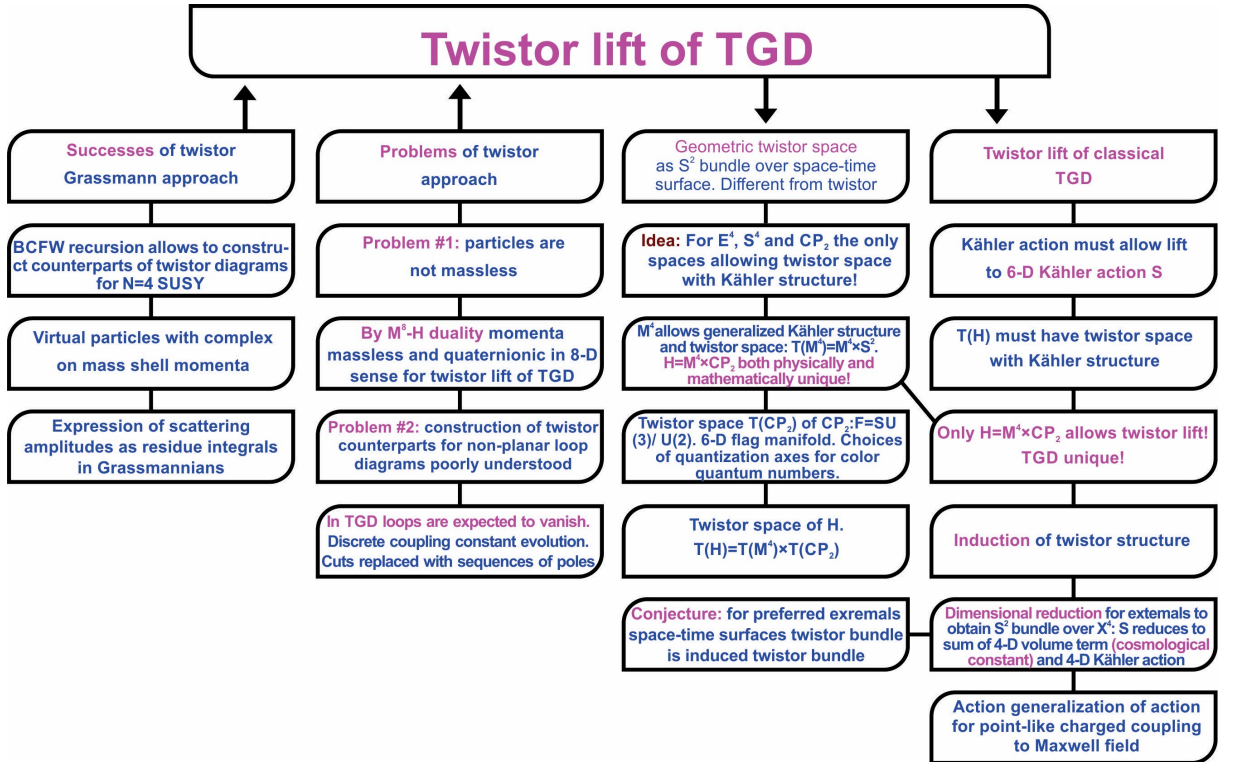 Twistor lift of TGD
Successes of twistor
Grassmann approach
BCFW recursion allows to constru-
ct counterparts of twistor diagrams
for N=4 SUSY
Virtual particles with complex
on mass shell momenta
Expression of scattering
amplitudes as residue integrals
in Grassmannians
Problems of twistor
approach
Problem #1: particles are
not massless
By M⁸-H duality momenta
massless and quaternionic in 8-D
sense for twistor lift of TGD
Problem #2: construction of twistor
counterparts for non-planar loop
diagrams poorly understood
In TGD loops are expected to vanish.
Discrete coupling constant evolution.
Cuts replaced with sequences of poles
Geometric twistor space
as S² bundle over space-time
surface. Different from twistor
Idea: For E⁴, S⁴ and CP₂ the only
spaces allowing twistor space
with Kähler structure!
M⁴allows generalized Kähler structure
and twistor space: T(M⁴)=M⁴×S².
H=M⁴×CP₂ both physically and
mathematically unique!
Twistor space T(CP₂) of CP₂:F=SU
(3)/ U(2). 6-D flag manifold. Choices
of quantization axes for color
quantum numbers.
Twistor space of H.
T(H)=T(M⁴)×T(CP₂)
Conjecture: for preferred exremals
space-time surfaces twistor bundle
is induced twistor bundle
Twistor lift of classical
TGD
Kähler action must allow lift
to 6-D Kähler action S
T(H) must have twistor space
with Kähler structure
Only H=M⁴×CP₂ allows twistor lift!
TGD unique!
Induction of twistor structure
Dimensional reduction for extemals to
obtain S² bundle over X⁴: S reduces to
sum of 4-D volume term (cosmological
constant) and 4-D Kähler action
Action generalization of action
for point-like charged coupling
to Maxwell field